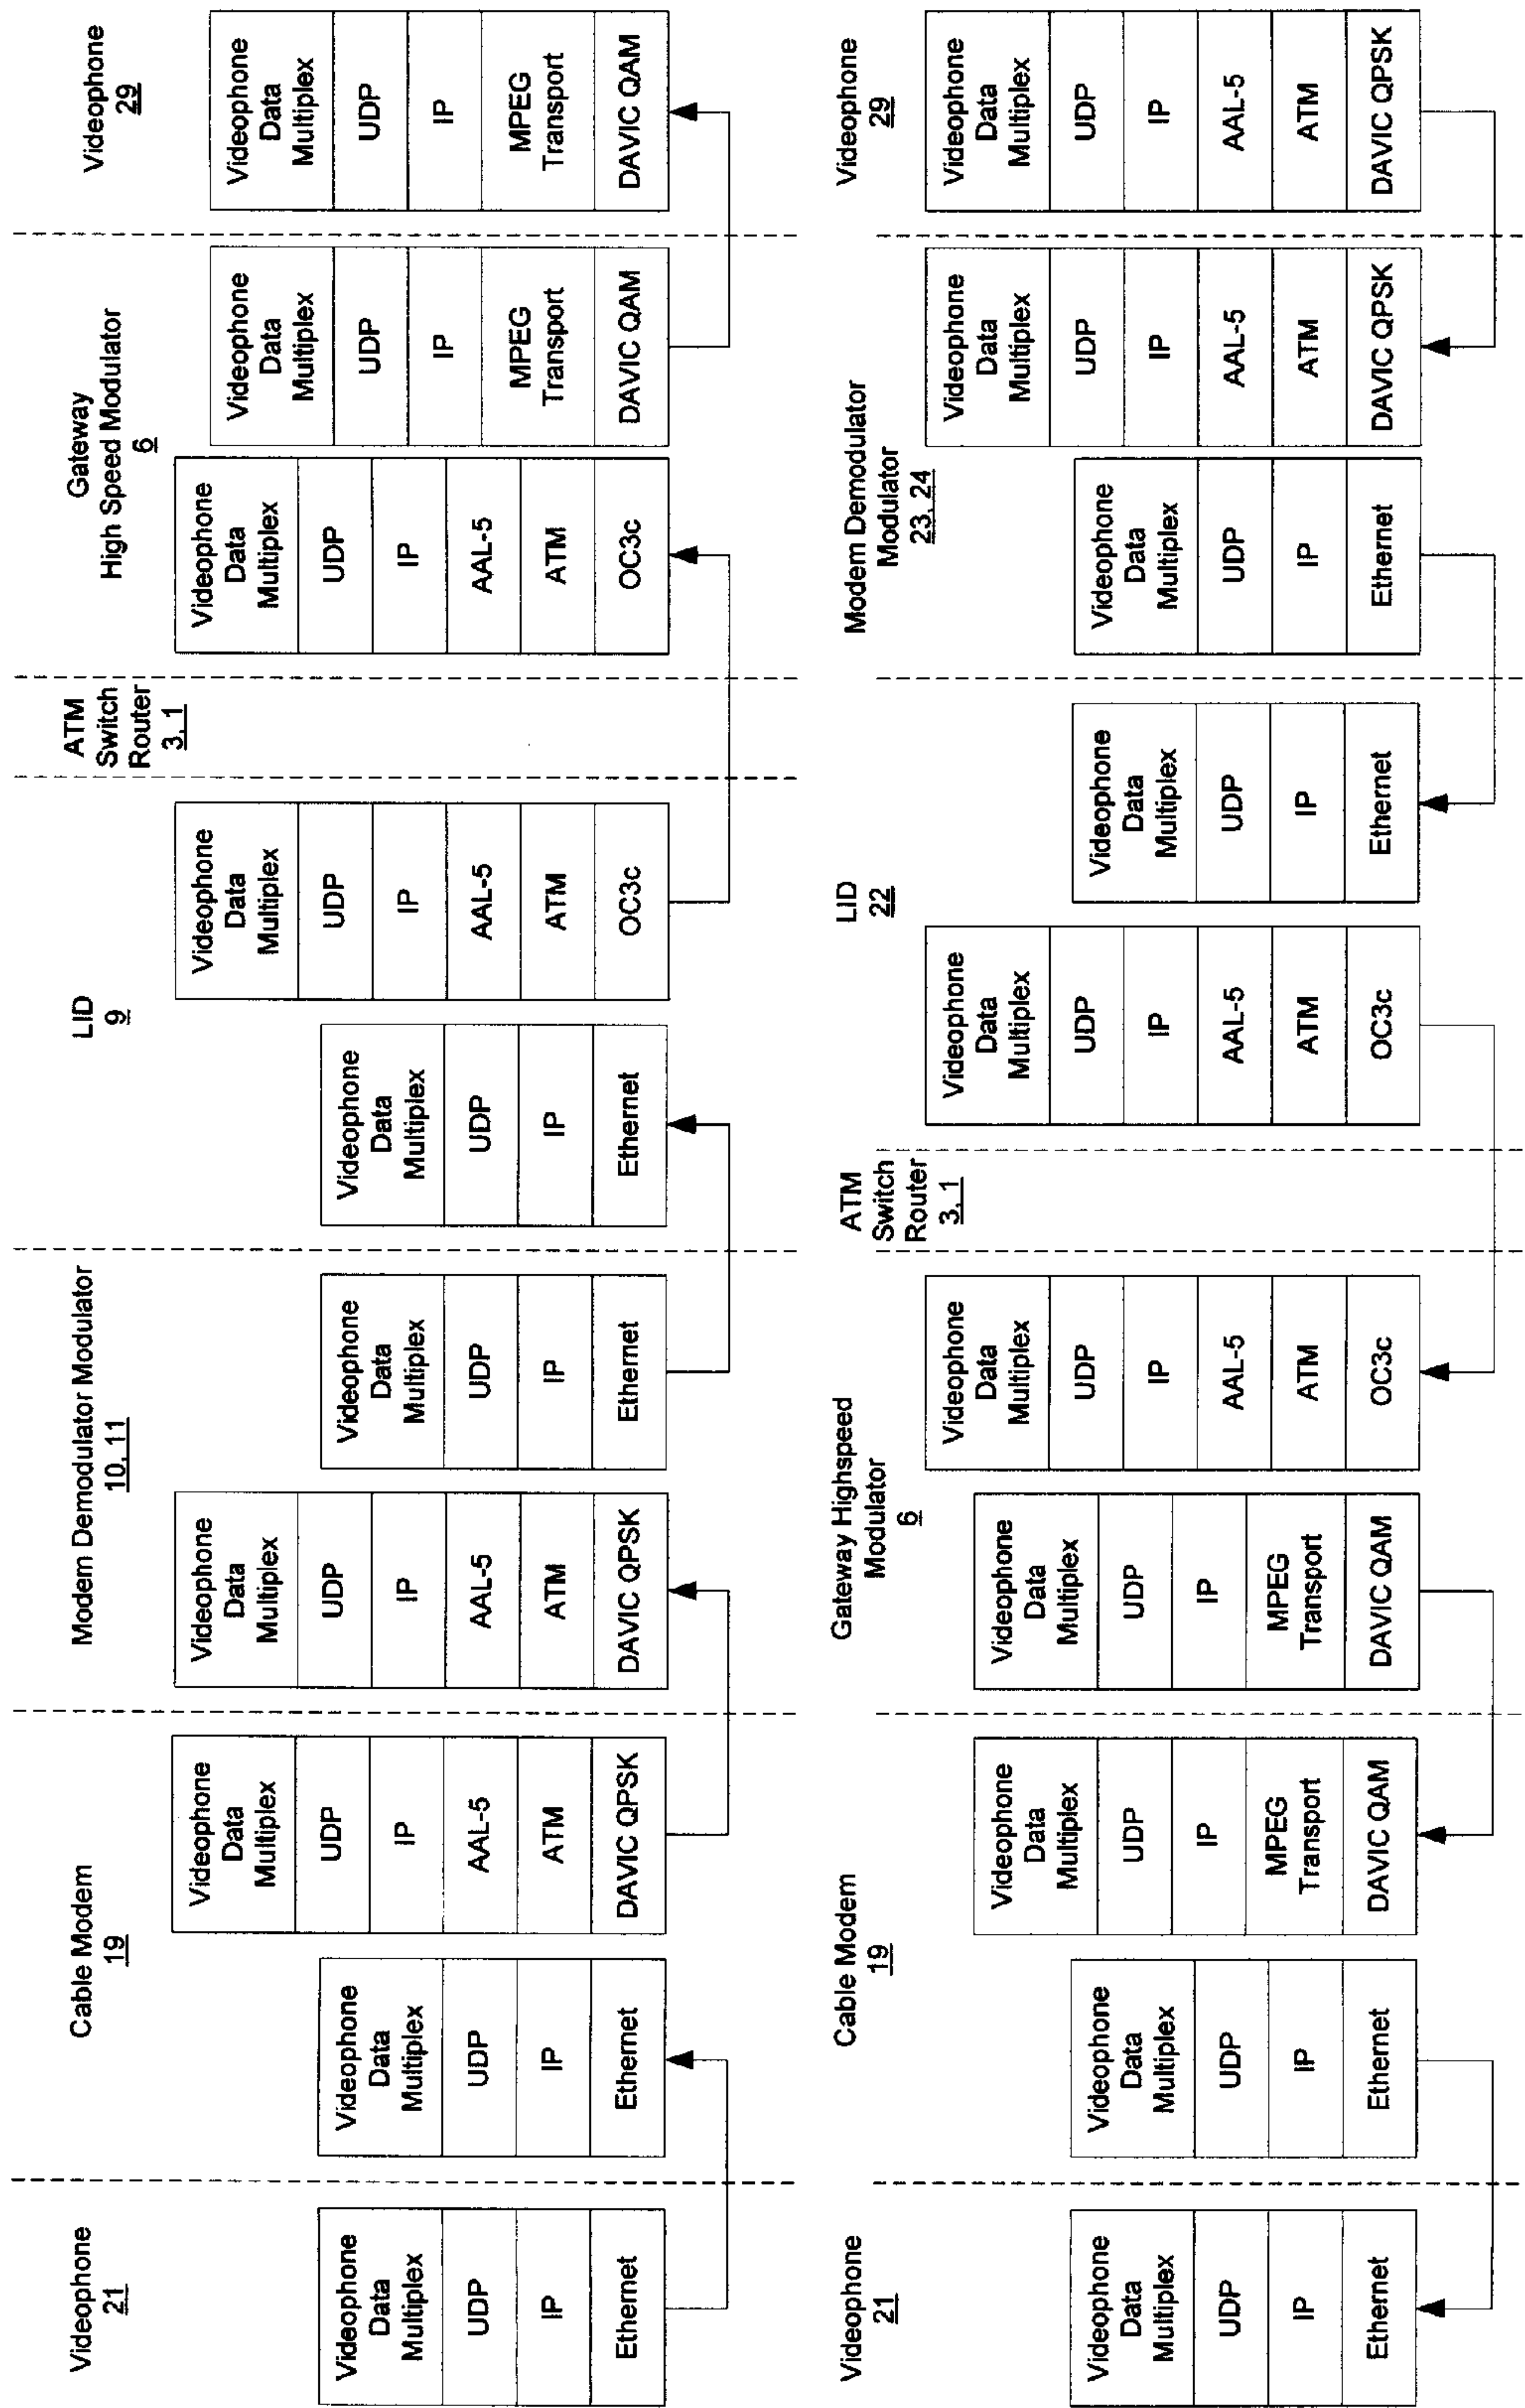 Videophone
21
Videophone
Data
Multiplex
UDP
IP
Ethernet
Cable Modem
19
Videophone
Data
Multiplex
UDP
IP
Ethernet
Videophone
Data
Multiplex
UDP
IP
AAL-5
ATM
DAVIC QPSK
Modem Demodulator Modulator
10, 11
Videophone
Data
Multiplex
UDP
IP
AAL-5
ATM
DAVIC QPSK
Videophone
Data
Multiplex
UDP
IP
Ethernet
LID
9
Videophone
Data
Multiplex
UDP
IP
Ethernet
Videophone
Data
Multiplex
UDP
IP
AAL-5
ATM
OC3c
ATM
Switch
Router
3, 1
Gateway
High Speed Modulator
6
Videophone
Data
Multiplex
UDP
IP
AAL-5
ATM
OC3c
Videophone
Data
Multiplex
UDP
IP
MPEG
Transport
DAVIC QAM
Videophone
29
Videophone
Data
Multiplex
UDP
IP
MPEG
Transport
DAVIC QAM
Videophone
21
Videophone
Data
Multiplex
UDP
IP
Ethernet
Cable Modem
19
Videophone
Data
Multiplex
UDP
IP
Ethernet
Videophone
Data
Multiplex
UDP
IP
MPEG
Transport
DAVIC QAM
Gateway Highspeed
Modulator
6
Videophone
Data
Multiplex
UDP
IP
MPEG
Transport
DAVIC QAM
Videophone
Data
Multiplex
UDP
IP
AAL-5
ATM
OC3c
ATM
Switch
Router
3, 1
LID
22
Videophone
Data
Multiplex
UDP
IP
AAL-5
ATM
OC3c
Videophone
Data
Multiplex
UDP
IP
Ethernet
Modem Demodulator
Modulator
23, 24
Videophone
Data
Multiplex
UDP
IP
Ethernet
Videophone
Data
Multiplex
UDP
IP
AAL-5
ATM
DAVIC QPSK
Videophone
29
Videophone
Data
Multiplex
UDP
IP
AAL-5
ATM
DAVIC QPSK